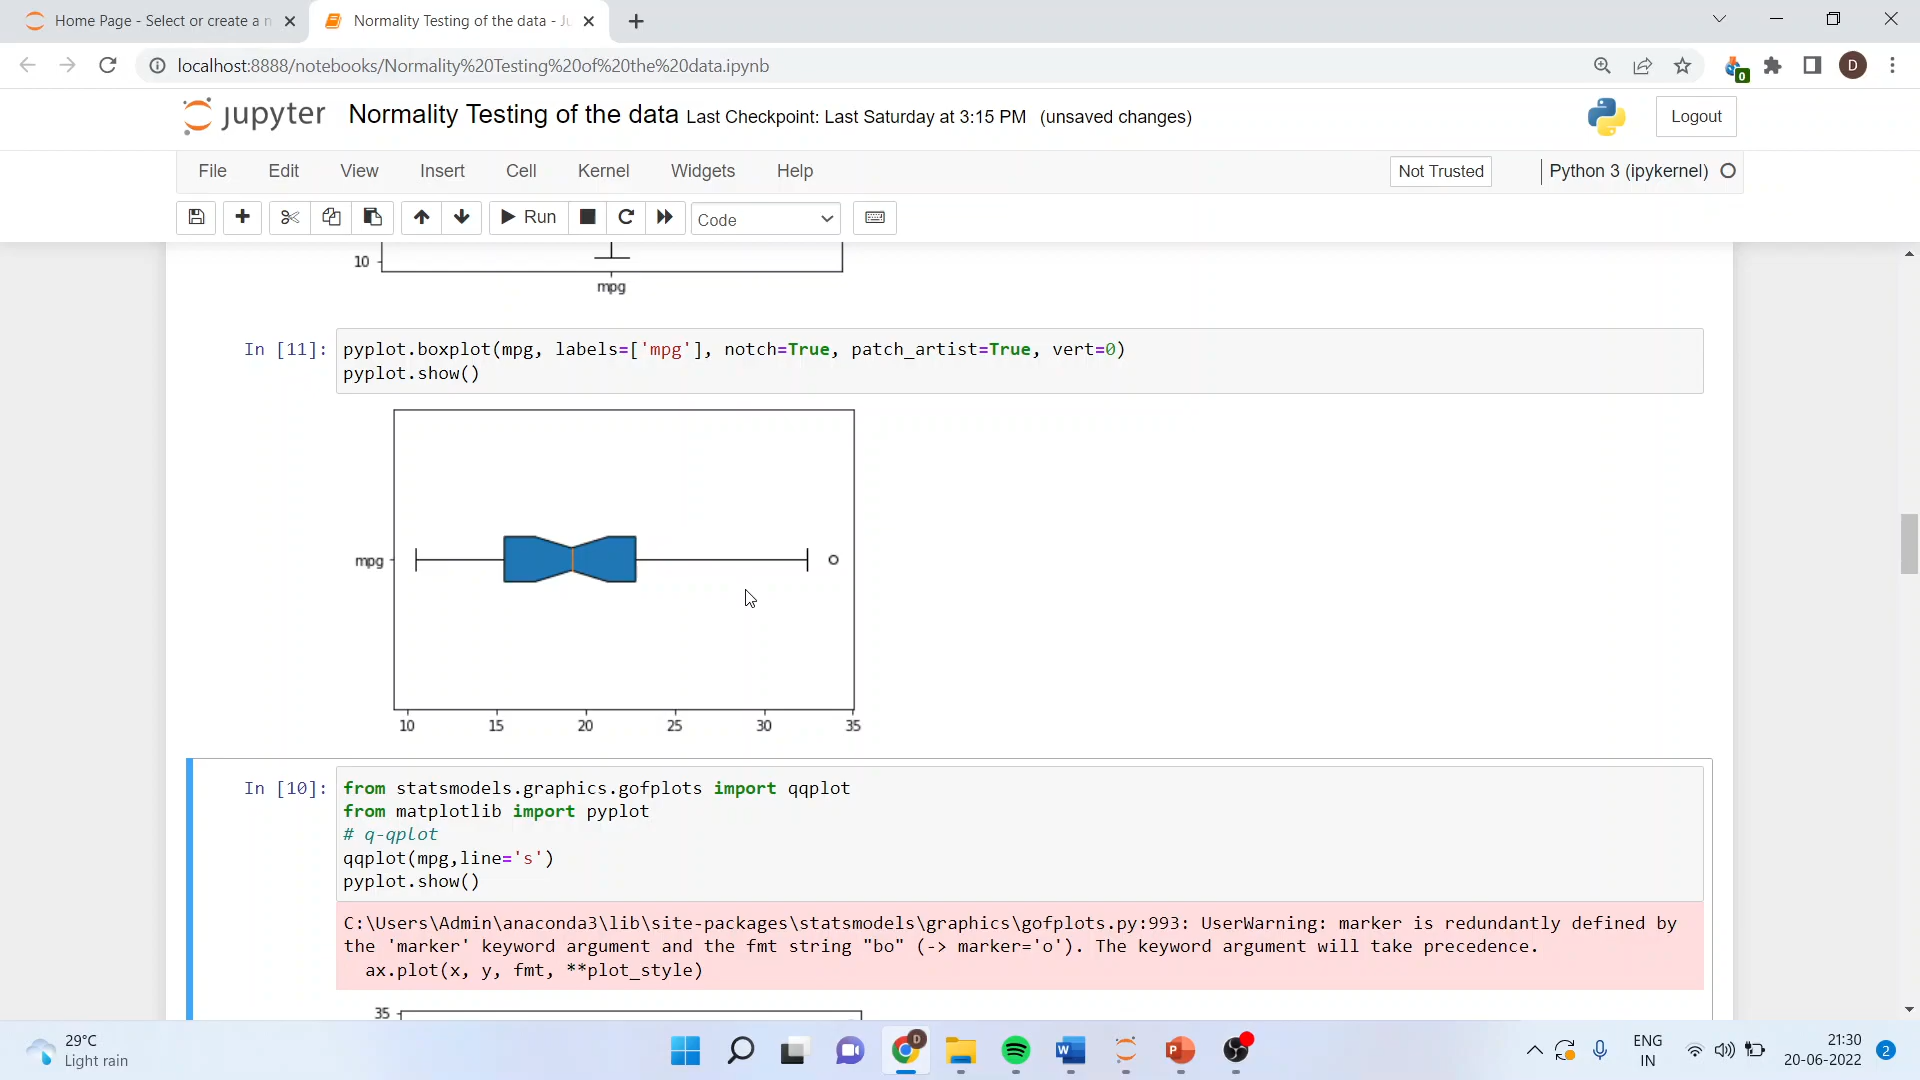 Home Page - Select or create a n
Normality Testing of the data - Ju
localhost:8888/notebooks/Normality%20Testing%20of%20the%20data.ipynb
0
D
jupyter
Normality Testing of the data Last Checkpoint: Last Saturday at 3:15 PM (unsaved changes)
Logout
File Edit View Insert Cell Kernel Widgets Help
Not Trusted
Python 3 (ipykernel)
Run
Code
10
mpg
In [11]:
pyplot.boxplot(mpg, labels=['mpg'], notch=True, patch_artist=True, vert=0)
pyplot.show()
mpg
10 15 20 25 30 35
In [10]:
from statsmodels.graphics.gofplots import qqplot
from matplotlib import pyplot
# q-qplot
qqplot(mpg,line='s')
pyplot.show()
C:\Users\Admin\anaconda3\lib\site-packages\statsmodels\graphics\gofplots.py:993: UserWarning: marker is redundantly defined by
the 'marker' keyword argument and the fmt string "bo" (-> marker='o'). The keyword argument will take precedence.
ax.plot(x, y, fmt, **plot_style)
35
29°C
Light rain
D
W
P
ENG
IN
21:30
20-06-2022
2